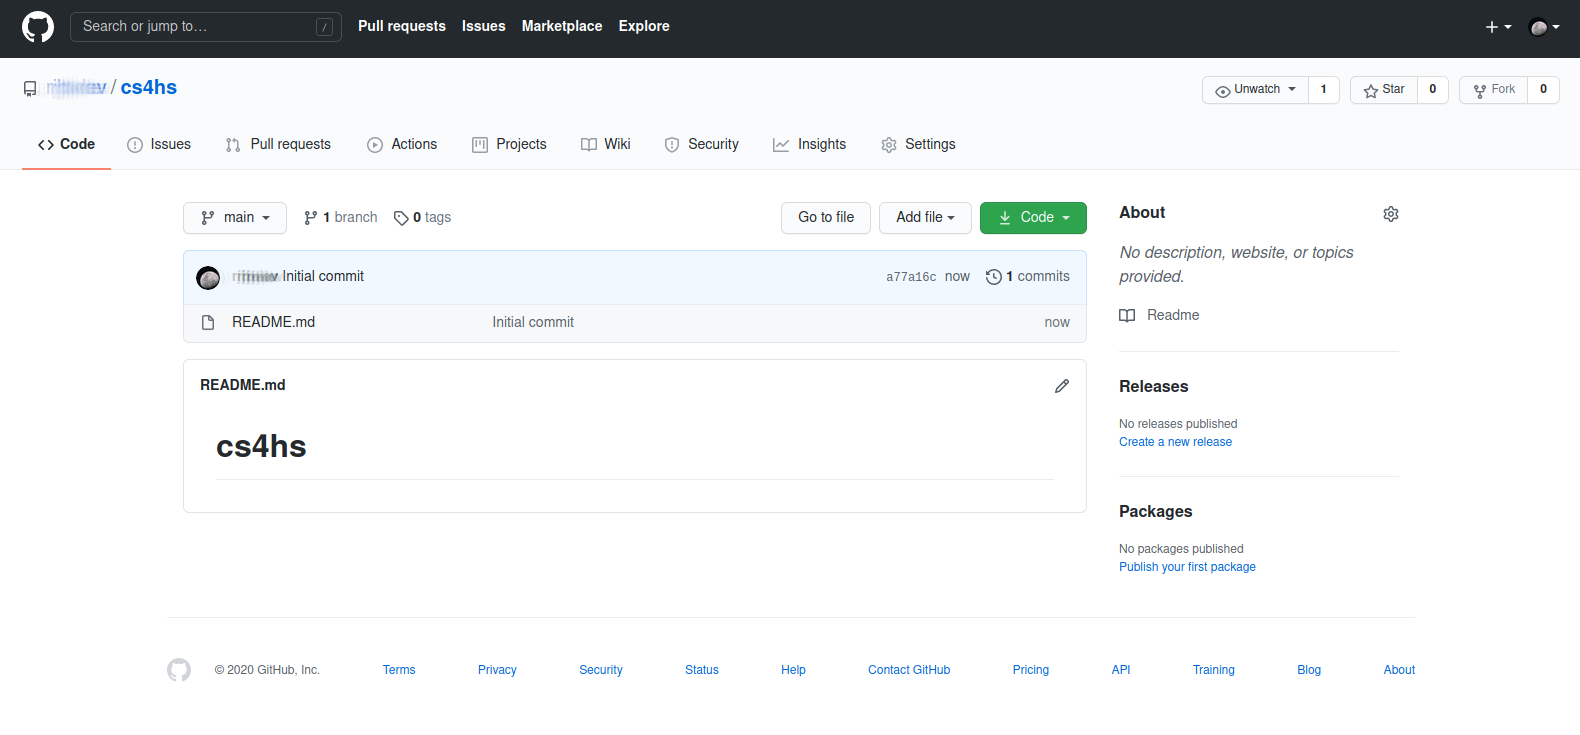 Search or jump to… / Pull requests Issues Marketplace Explore
/ cs4hs Unwatch 1 Star 0 Fork 0
Code Issues Pull requests Actions Projects Wiki Security Insights Settings
main 1 branch 0 tags Go to file Add file Code
Initial commit a77a16c now 1 commits
README.md Initial commit now
README.md
cs4hs
About
No description, website, or topics
provided.
Readme
Releases
No releases published
Create a new release
Packages
No packages published
Publish your first package
© 2020 GitHub, Inc. Terms Privacy Security Status Help Contact GitHub Pricing API Training Blog About